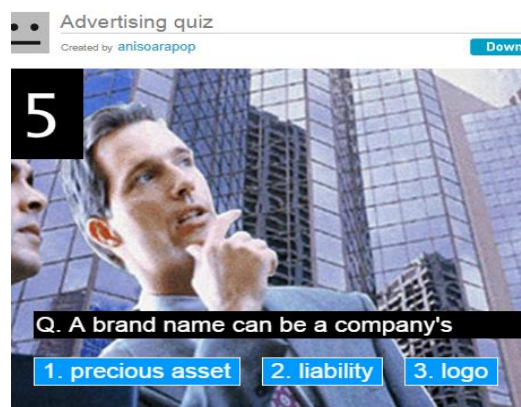 Advertising quiz
Created by anisoarapop
Down
5
Q. A brand name can be a company's
1. precious asset 2. liability 3. logo